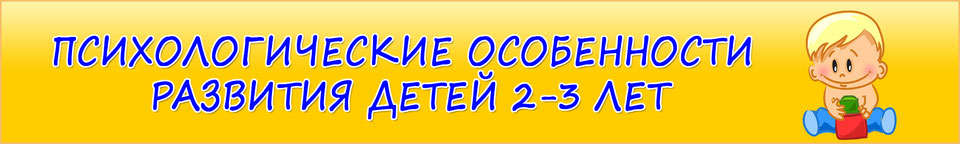 ПСИХОЛОГИЧЕСКИЕ ОСОБЕННОСТИ
РАЗВИТИЯ ДЕТЕЙ 2-3 ЛЕТ